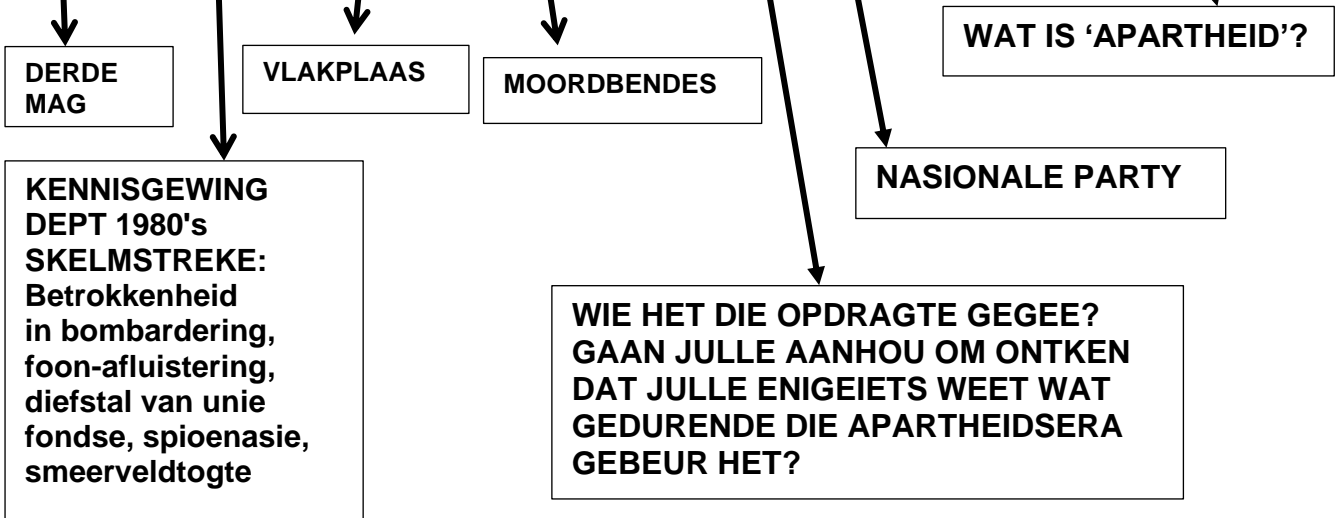 WAT IS ‘APARTHEID’?
DERDE
MAG
VLAKPLAAS
MOORDBENDES
NASIONALE PARTY
KENNISGEWING
DEPT 1980's
SKELMSTREKE:
Betrokkenheid
in bombardering,
foon-afluistering,
diefstal van unie
fondse, spioenasie,
smeerveldtogte
WIE HET DIE OPDRAGTE GEGEE?
GAAN JULLE AANHOU OM ONTKEN
DAT JULLE ENIGEIETS WEET WAT
GEDURENDE DIE APARTHEIDSERA
GEBEUR HET?